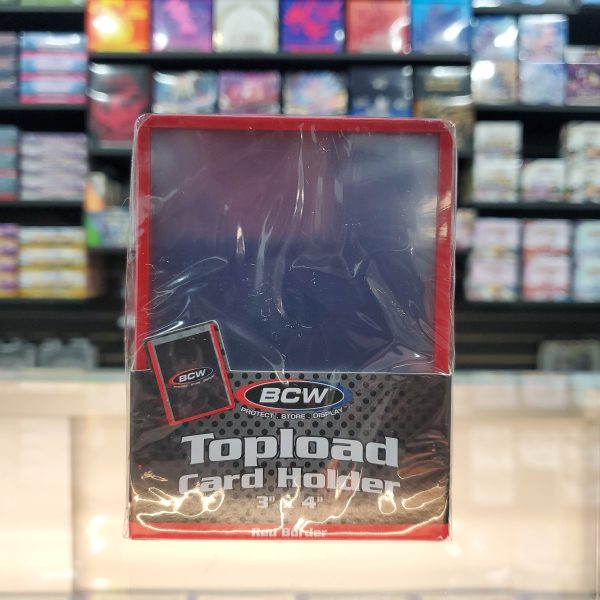 BCW
PROTECT . STORE . DISPLAY
BCW
Topload
Card Holder
3" x 4"
Red Border